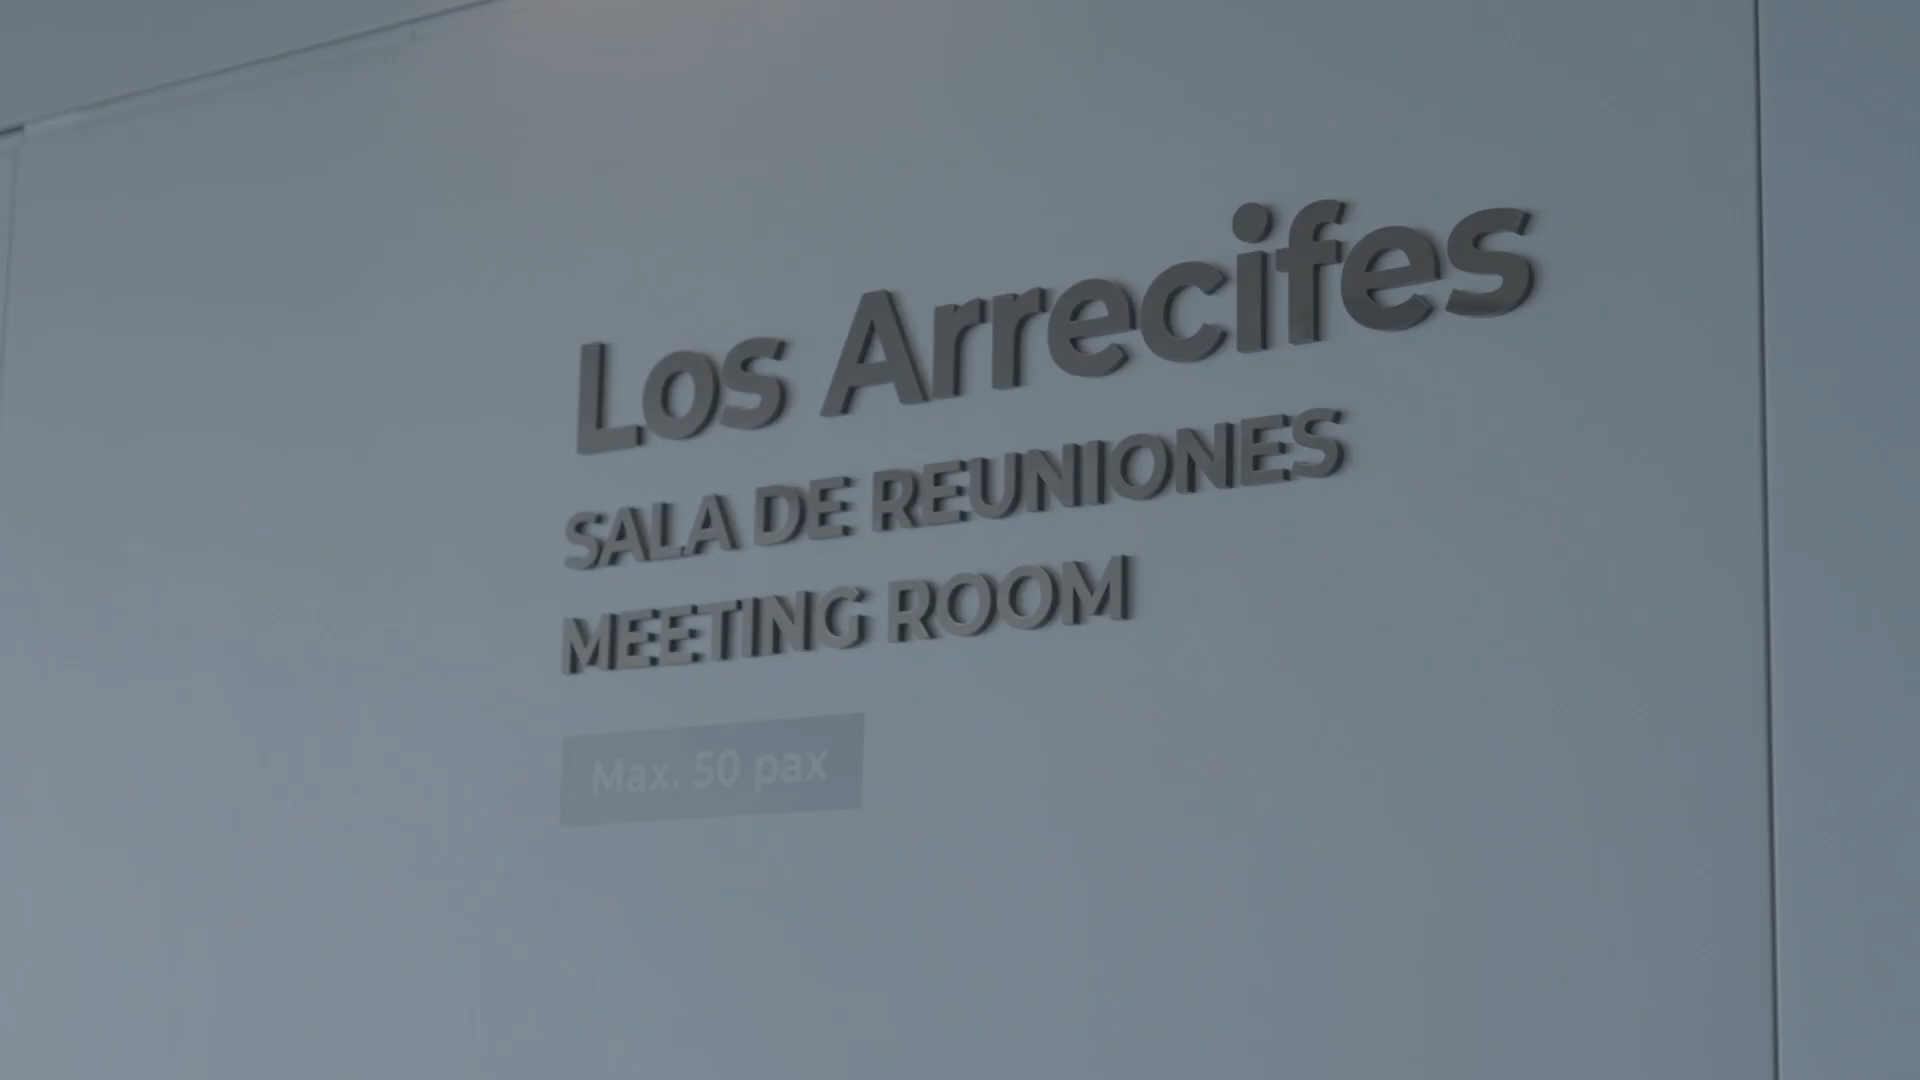 Los Arrecifes
SALA DE REUNIONES
MEETING ROOM
Max. 50 pax